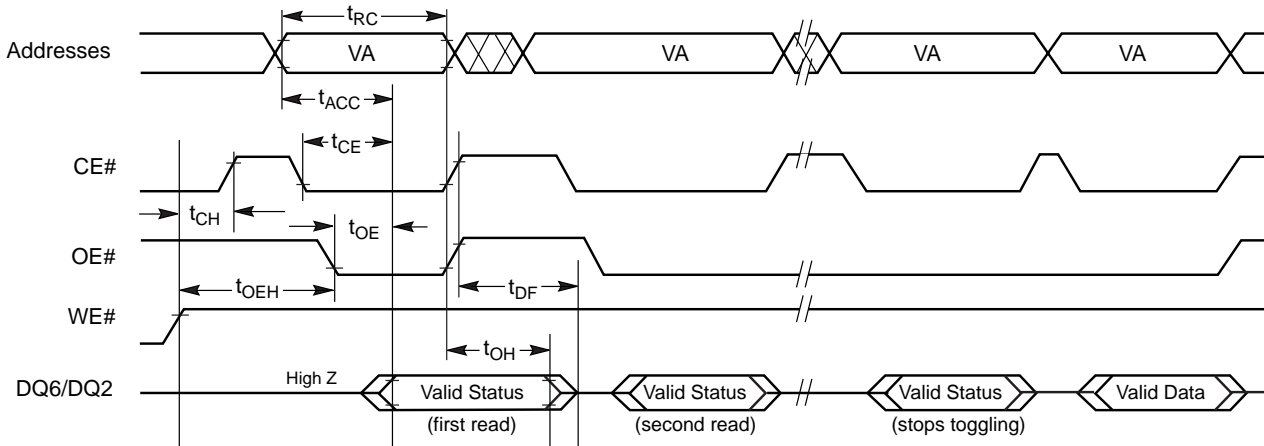 tRC
Addresses VA VA VA VA
tACC
tCE
CE#
tCH tOE
OE#
tOEH tDF
WE#
tOH
DQ6/DQ2 High Z Valid Status Valid Status Valid Status Valid Data
(first read) (second read) (stops toggling)